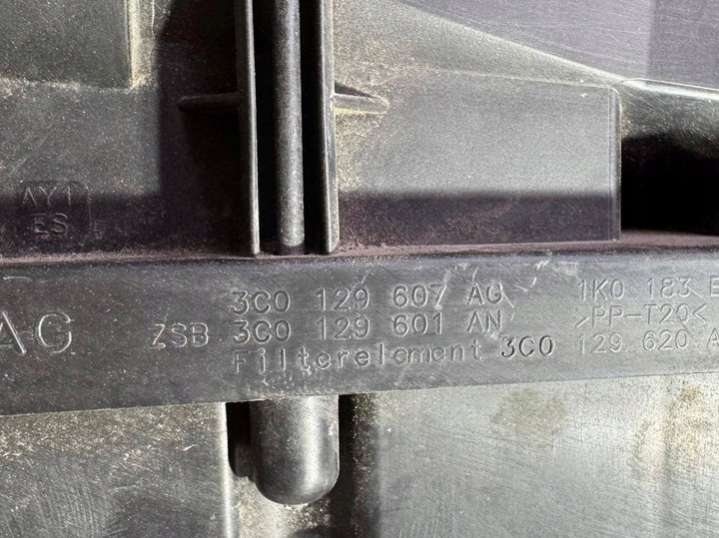 AY1
ES
3C0 129 607 AG 1K0 183 E
AG ZSB 3C0 129 601 AN >PP-T20<
Filterelement 3C0 129 620 A